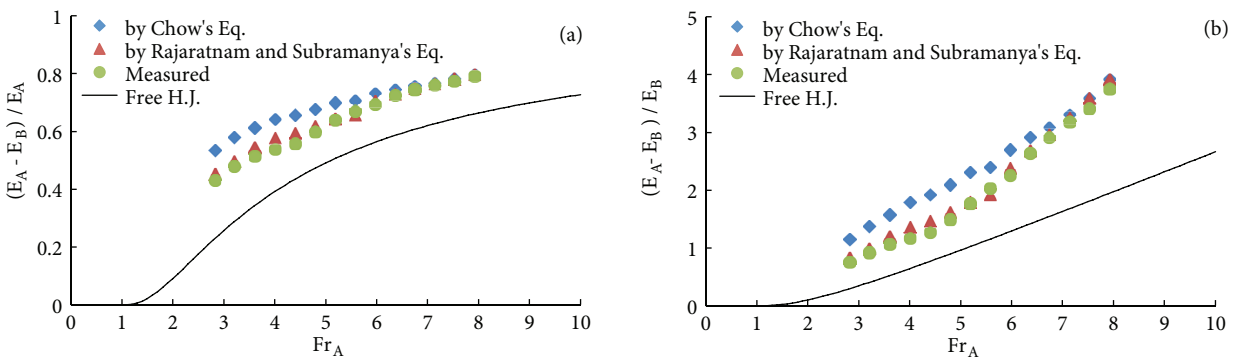 1
by Chow's Eq.
(a)
by Rajaratnam and Subramanya's Eq.
0.8
Measured
Free H.J.
0.6
(E_A - E_B) / E_A
0.4
0.2
0
0 1 2 3 4 5 6 7 8 9 10
Fr_A
5
by Chow's Eq.
(b)
by Rajaratnam and Subramanya's Eq.
4
Measured
Free H.J.
3
(E_A - E_B) / E_B
2
1
0
0 1 2 3 4 5 6 7 8 9 10
Fr_A